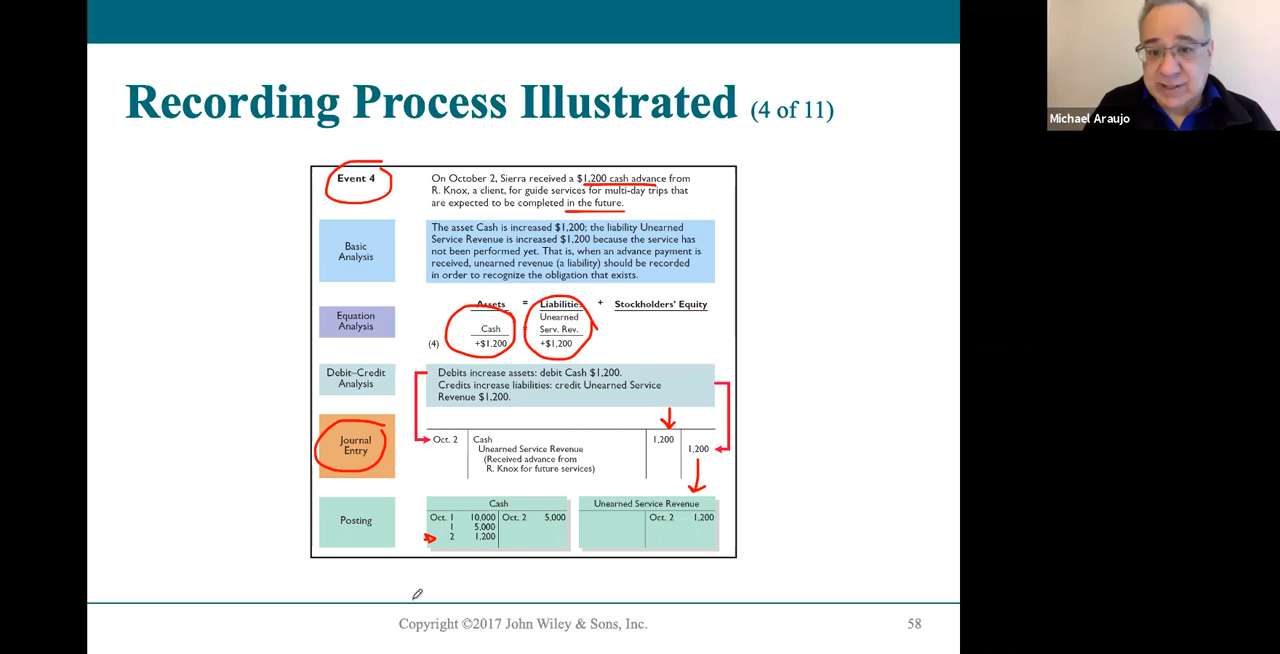 Recording Process Illustrated (4 of 11)
Michael Araujo
Event 4
On October 2, Sierra received a $1,200 cash advance from
R. Knox, a client, for guide services for multi-day trips that
are expected to be completed in the future.
Basic
Analysis
The asset Cash is increased $1,200; the liability Unearned
Service Revenue is increased $1,200 because the service has
not been performed yet. That is, when an advance payment is
received, unearned revenue (a liability) should be recorded
in order to recognize the obligation that exists.
Equation
Analysis
Assets = Liabilities + Stockholders' Equity
Unearned
Cash = Serv. Rev.
(4) +$1,200 +$1,200
Debit–Credit
Analysis
Debits increase assets: debit Cash $1,200.
Credits increase liabilities: credit Unearned Service
Revenue $1,200.
Journal
Entry
Oct. 2 Cash 1,200
Unearned Service Revenue 1,200
(Received advance from
R. Knox for future services)
Posting
Cash
Oct. 1 10,000 Oct. 2 5,000
1 5,000
2 1,200
Unearned Service Revenue
Oct. 2 1,200
Copyright ©2017 John Wiley & Sons, Inc.
58